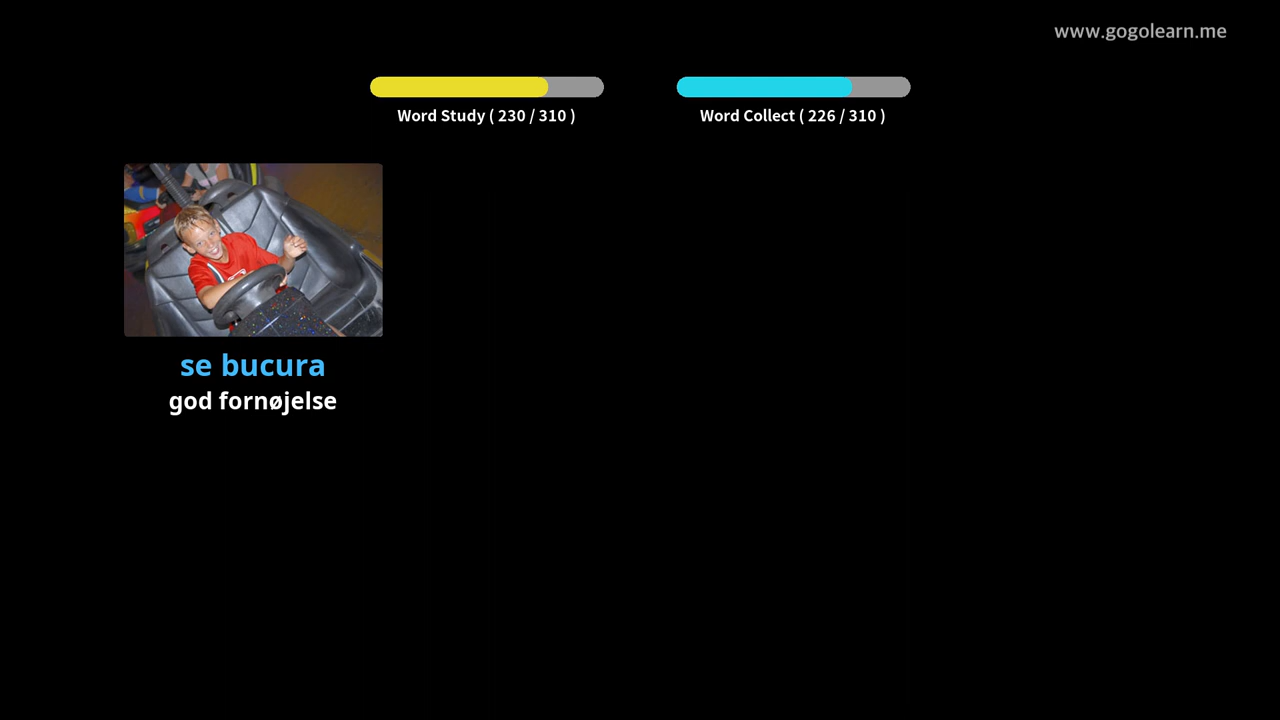 www.gogolearn.me
Word Study ( 230 / 310 )
Word Collect ( 226 / 310 )
se bucura
god fornøjelse